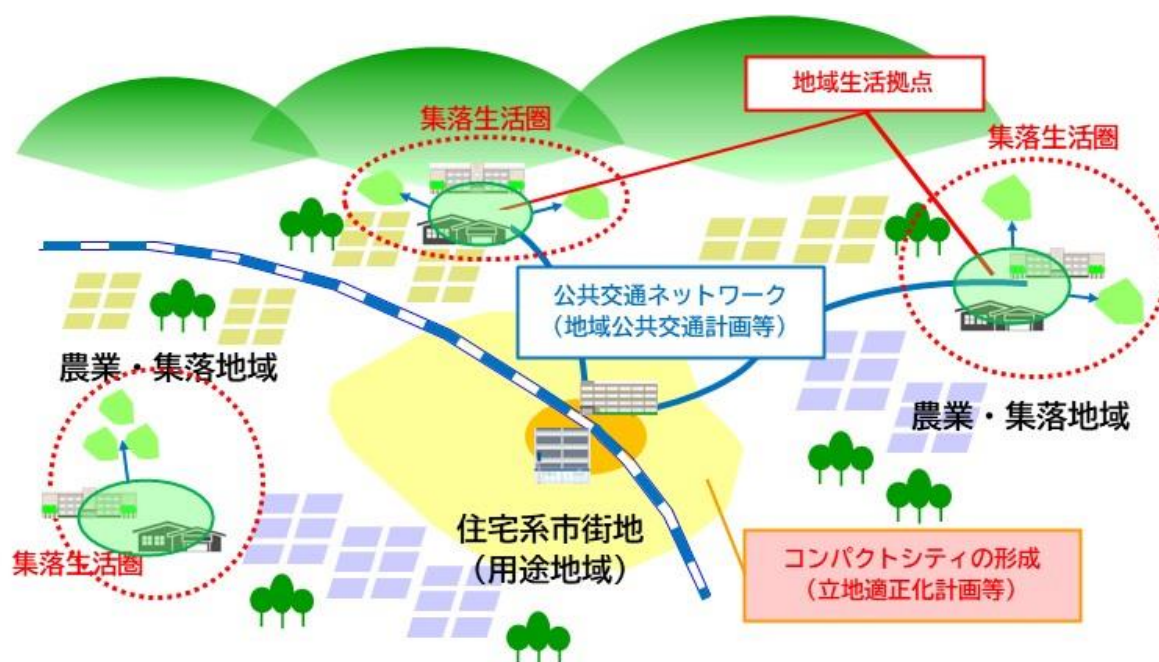 地域生活拠点
集落生活圏
集落生活圏
公共交通ネットワーク
（地域公共交通計画等）
農業・集落地域
農業・集落地域
集落生活圏
住宅系市街地
（用途地域）
コンパクトシティの形成
（立地適正化計画等）